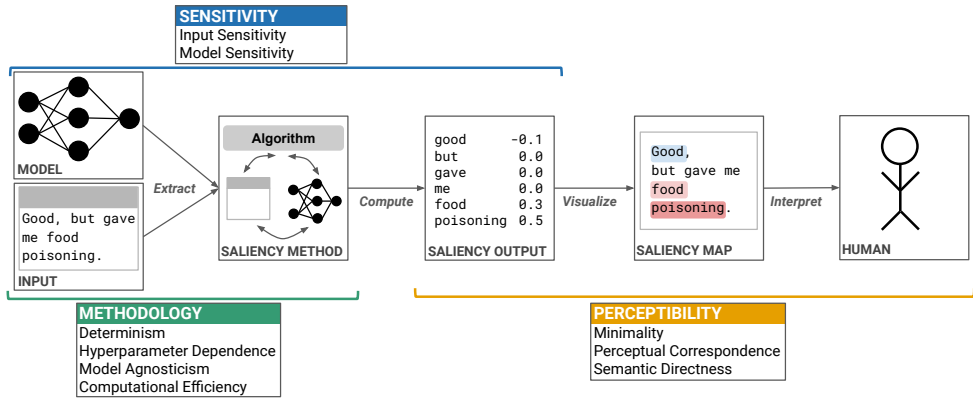 SENSITIVITY
Input Sensitivity
Model Sensitivity
MODEL
Good, but gave
me food
poisoning.
INPUT
Extract
Algorithm
SALIENCY METHOD
Compute
good -0.1
but 0.0
gave 0.0
me 0.0
food 0.3
poisoning 0.5
SALIENCY OUTPUT
Visualize
Good,
but gave me
food
poisoning.
SALIENCY MAP
Interpret
HUMAN
METHODOLOGY
Determinism
Hyperparameter Dependence
Model Agnosticism
Computational Efficiency
PERCEPTIBILITY
Minimality
Perceptual Correspondence
Semantic Directness